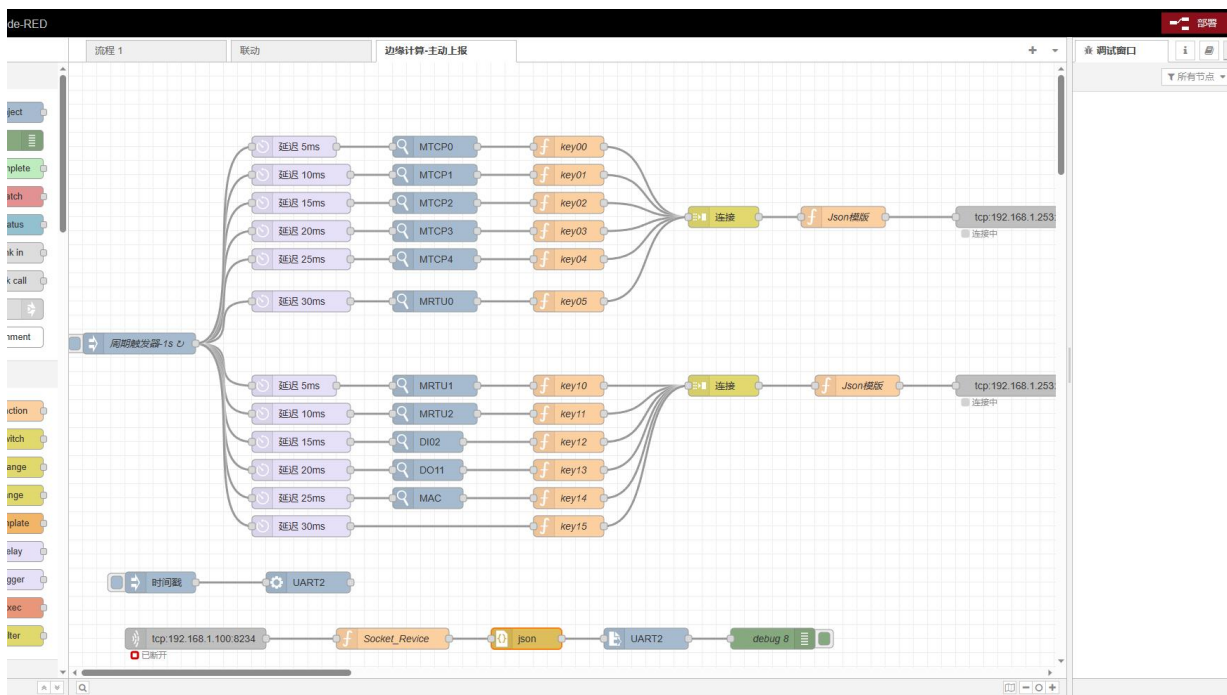 de-RED
部署
流程 1
联动
边缘计算-主动上报
调试窗口
所有节点
ject
nplete
atch
atus
nk in
k call
nment
nction
witch
ange
nge
nplate
elay
gger
xec
lter
延迟 5ms
MTCP0
key00
延迟 10ms
MTCP1
key01
延迟 15ms
MTCP2
key02
延迟 20ms
MTCP3
key03
延迟 25ms
MTCP4
key04
延迟 30ms
MRTU0
key05
连接
Json模版
tcp:192.168.1.253:
连接中
周期触发器-1s ↻
延迟 5ms
MRTU1
key10
延迟 10ms
MRTU2
key11
延迟 15ms
DI02
key12
延迟 20ms
DO11
key13
延迟 25ms
MAC
key14
延迟 30ms
key15
连接
Json模版
tcp:192.168.1.253:
连接中
时间戳
UART2
tcp:192.168.1.100:8234
已断开
Socket_Revice
json
UART2
debug 8